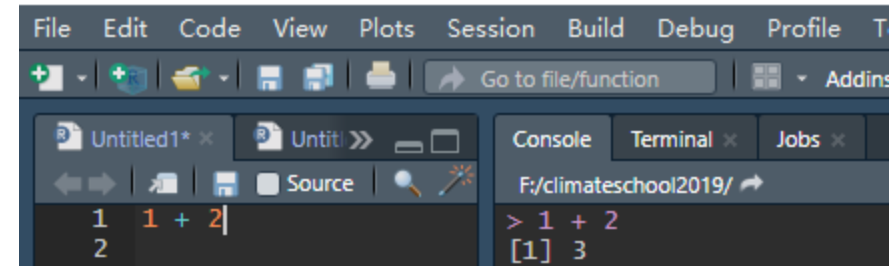 File Edit Code View Plots Session Build Debug Profile
Go to file/function Addins
Untitled1* Console Terminal Jobs
Source F:/climateschool2019/
1 1 + 2 > 1 + 2
2 [1] 3